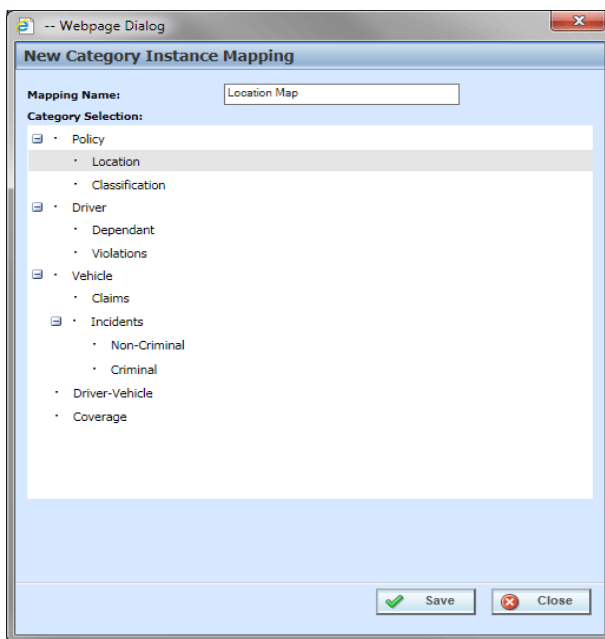 -- Webpage Dialog
New Category Instance Mapping
Mapping Name: Location Map
Category Selection:
Policy
Location
Classification
Driver
Dependant
Violations
Vehicle
Claims
Incidents
Non-Criminal
Criminal
Driver-Vehicle
Coverage
Save Close